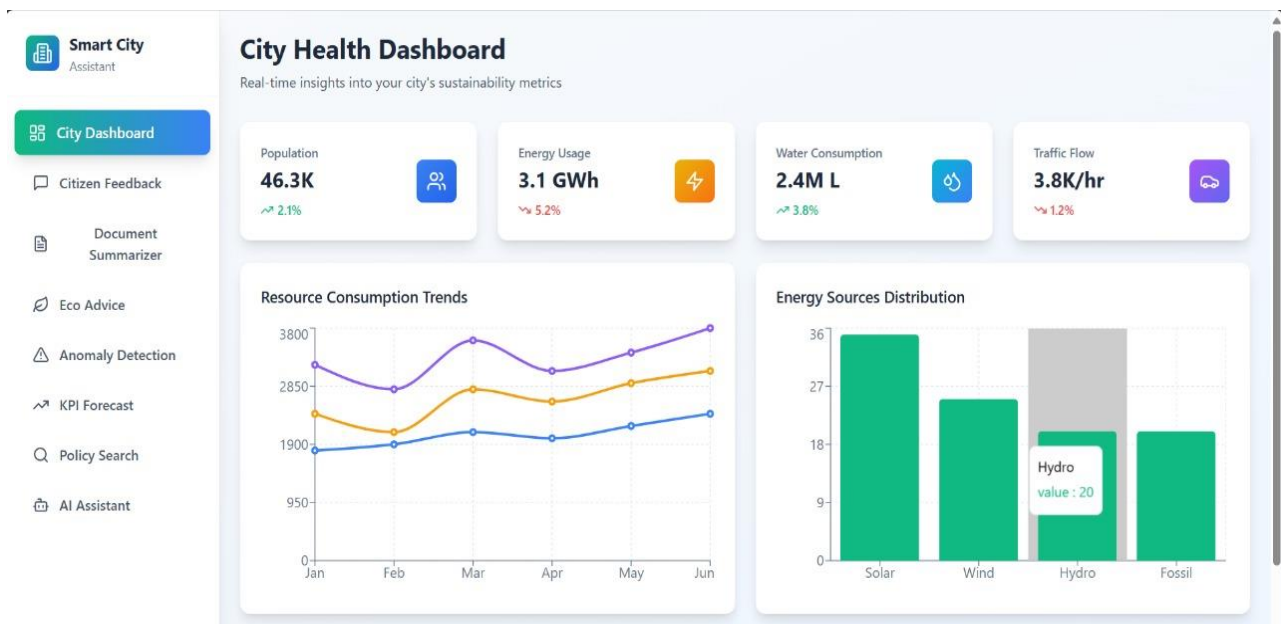 Smart City
Assistant
City Dashboard
Citizen Feedback
Document
Summarizer
Eco Advice
Anomaly Detection
KPI Forecast
Policy Search
AI Assistant
City Health Dashboard
Real-time insights into your city's sustainability metrics
Population
46.3K
2.1%
Energy Usage
3.1 GWh
5.2%
Water Consumption
2.4M L
3.8%
Traffic Flow
3.8K/hr
1.2%
Resource Consumption Trends
3800
2850
1900
950
0
Jan Feb Mar Apr May Jun
Energy Sources Distribution
36
27
18
9
0
Hydro
value : 20
Solar Wind Hydro Fossil